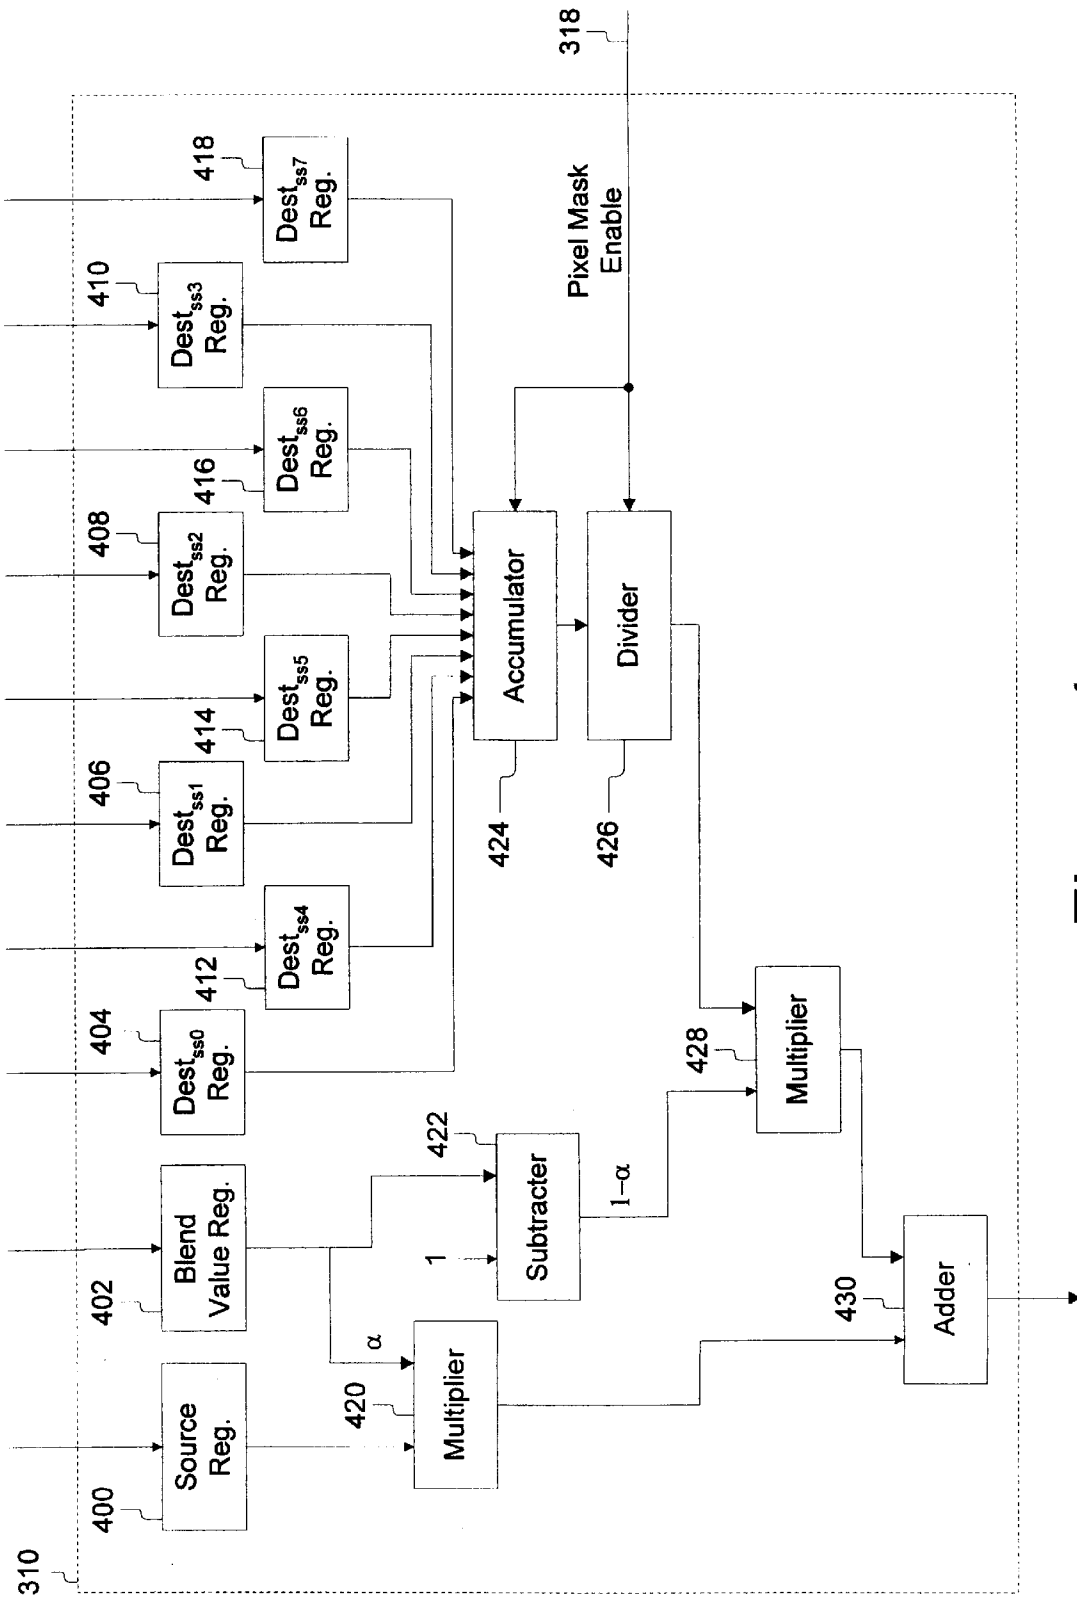 310
400
Source
Reg.
402
Blend
Value Reg.
404
Dest_ss0
Reg.
412
Dest_ss4
Reg.
406
Dest_ss1
Reg.
414
Dest_ss5
Reg.
408
Dest_ss2
Reg.
416
Dest_ss6
Reg.
410
Dest_ss3
Reg.
418
Dest_ss7
Reg.
α
420
Multiplier
1
422
Subtracter
1–α
424
Accumulator
426
Divider
Pixel Mask
Enable
318
428
Multiplier
430
Adder